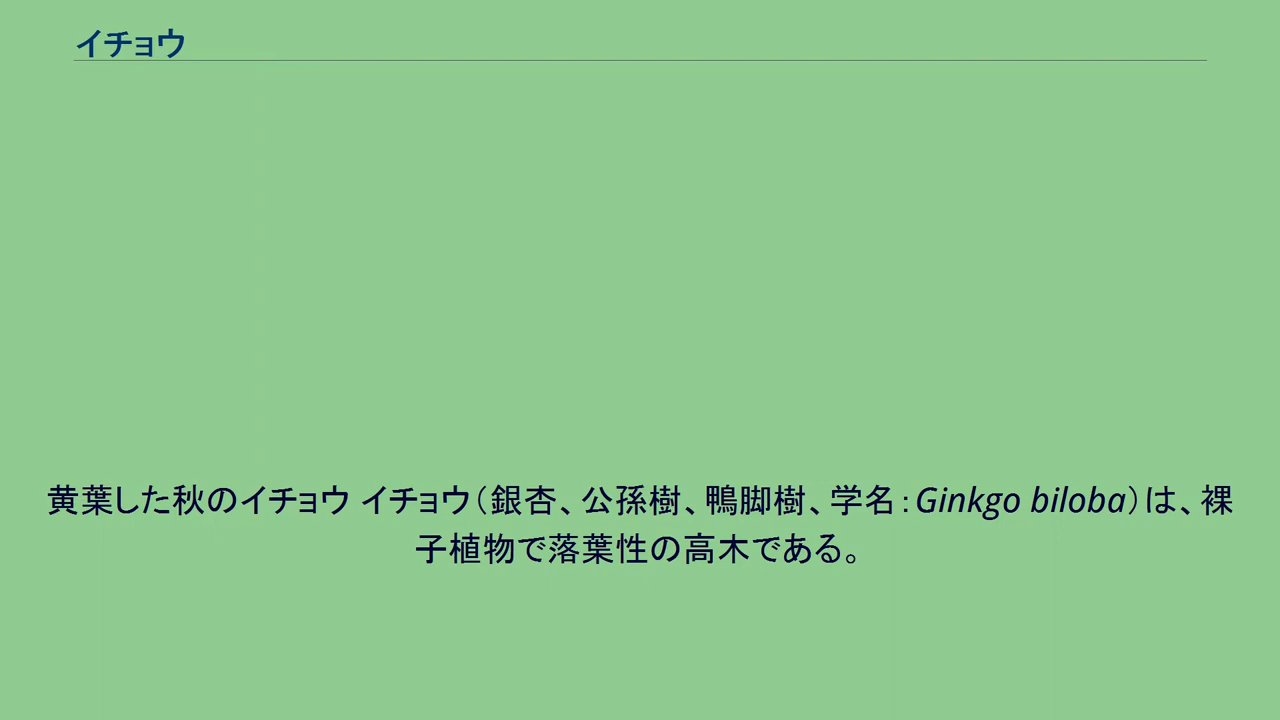 イチョウ
黄葉した秋のイチョウ イチョウ（銀杏、公孫樹、鴨脚樹、学名：Ginkgo biloba）は、裸
子植物で落葉性の高木である。